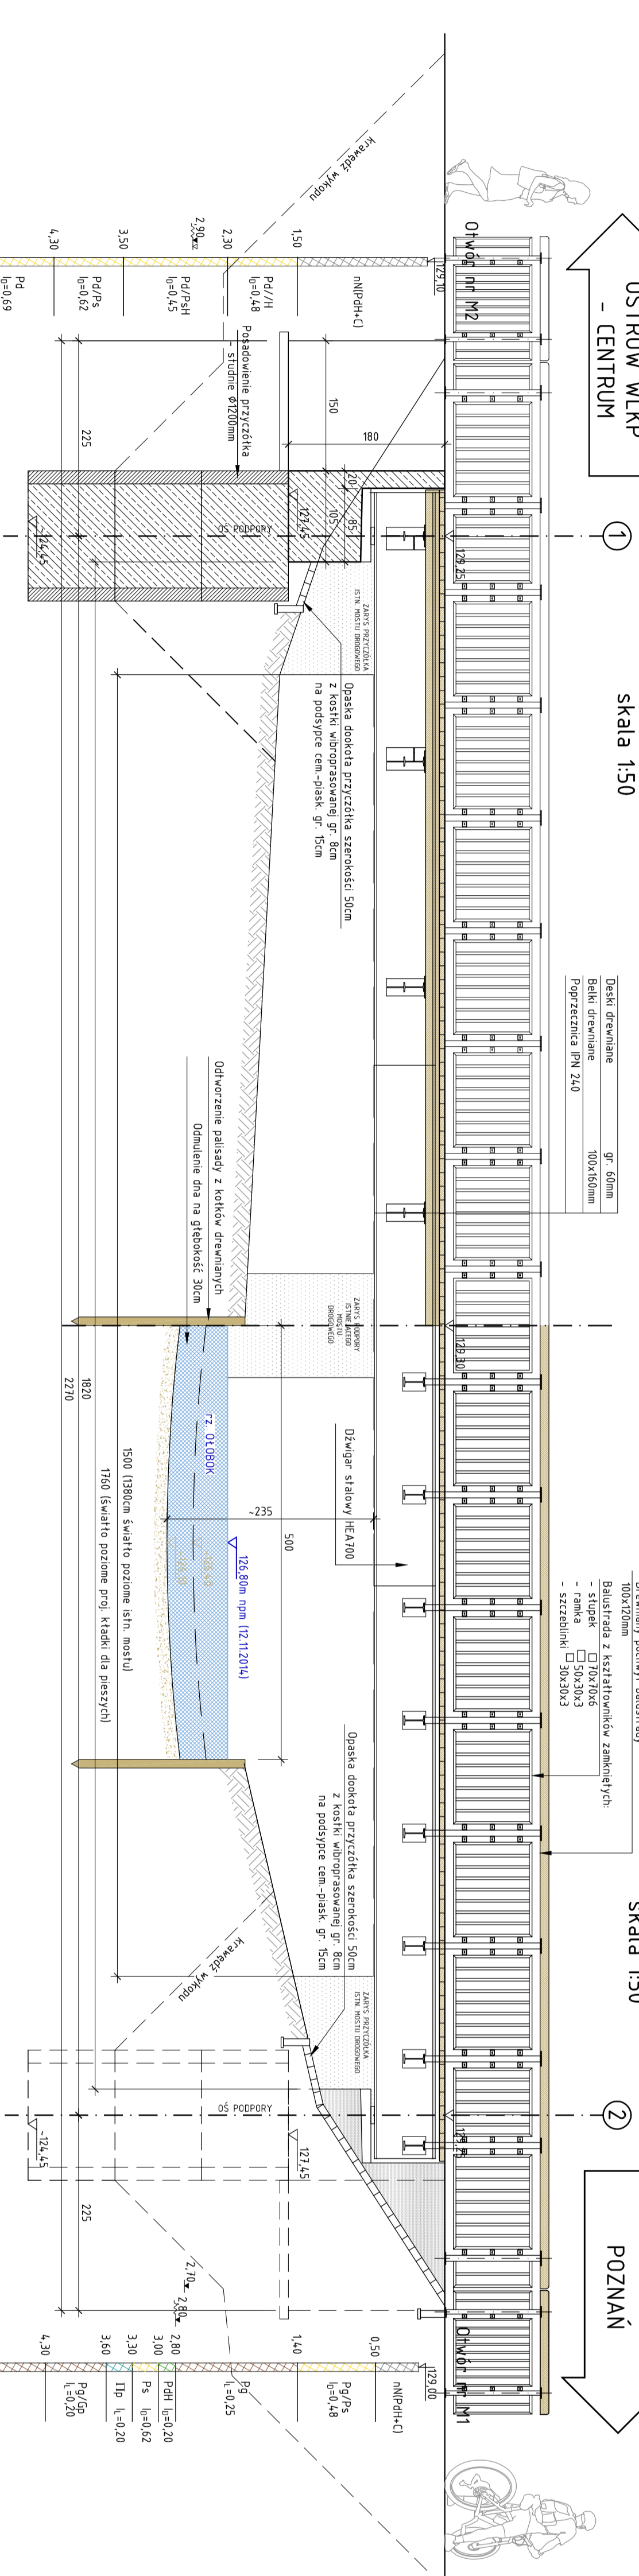 OSTRÓW WLKP
- CENTRUM
1
skala 1:50
Deski drewniane gr. 60mm
Belki drewniane 100x160mm
Poprzecznica IPN 240
100x120mm
Balustrada z kształtowników zamkniętych:
- słupek 70x70x6
- ramka 50x30x3
- szczeblinki 30x30x3
skala 1:50
2
POZNAŃ
Otwór nr M2
129,10
nN(PdH+C)
1,50
Pd//H
I_D=0,48
2,30
2,90
Pd/PsH
I_D=0,45
3,50
Pd/Ps
I_D=0,62
4,30
Pd
I_D=0,69
krawędź wykopu
Posadowienie przyczółka
- studnie Ø1200mm
150
180
20
85
105
225
127,45
~124,45
OŚ PODPORY
129,25
ZARYS PRZYCZÓŁKA
ISTN. MOSTU DROGOWEGO
Opaska dookoła przyczółka szerokości 50cm
z kostki wibroprasowanej gr. 8cm
na podsypce cem.-piask. gr. 15cm
Odtworzenie palisady z kołków drewnianych
Odmulenie dna na głębokość 30cm
ZARYS PODPORY
ISTNIEJĄCEGO
MOSTU
DROGOWEGO
129,30
1820
2270
rz. OŁOBOK
Dźwigar stalowy HEA700
~235
500
126,80m npm (12.11.2014)
1500 (1380cm światło poziome istn. mostu)
1760 (światło poziome proj. kładki dla pieszych)
Opaska dookoła przyczółka szerokości 50cm
z kostki wibroprasowanej gr. 8cm
na podsypce cem.-piask. gr. 15cm
krawędź wykopu
ZARYS PRZYCZÓŁKA
ISTN. MOSTU DROGOWEGO
OŚ PODPORY
127,45
~124,45
225
Otwór nr M1
129,00
nN(PdH+C)
0,50
Pg/Ps
I_D=0,48
1,40
Pg
I_L=0,25
2,70
2,80
2,80
PdH I_D=0,20
3,00
Ps I_D=0,62
3,30
Πp I_L=0,20
3,60
Pg/Gp
I_L=0,20
4,30